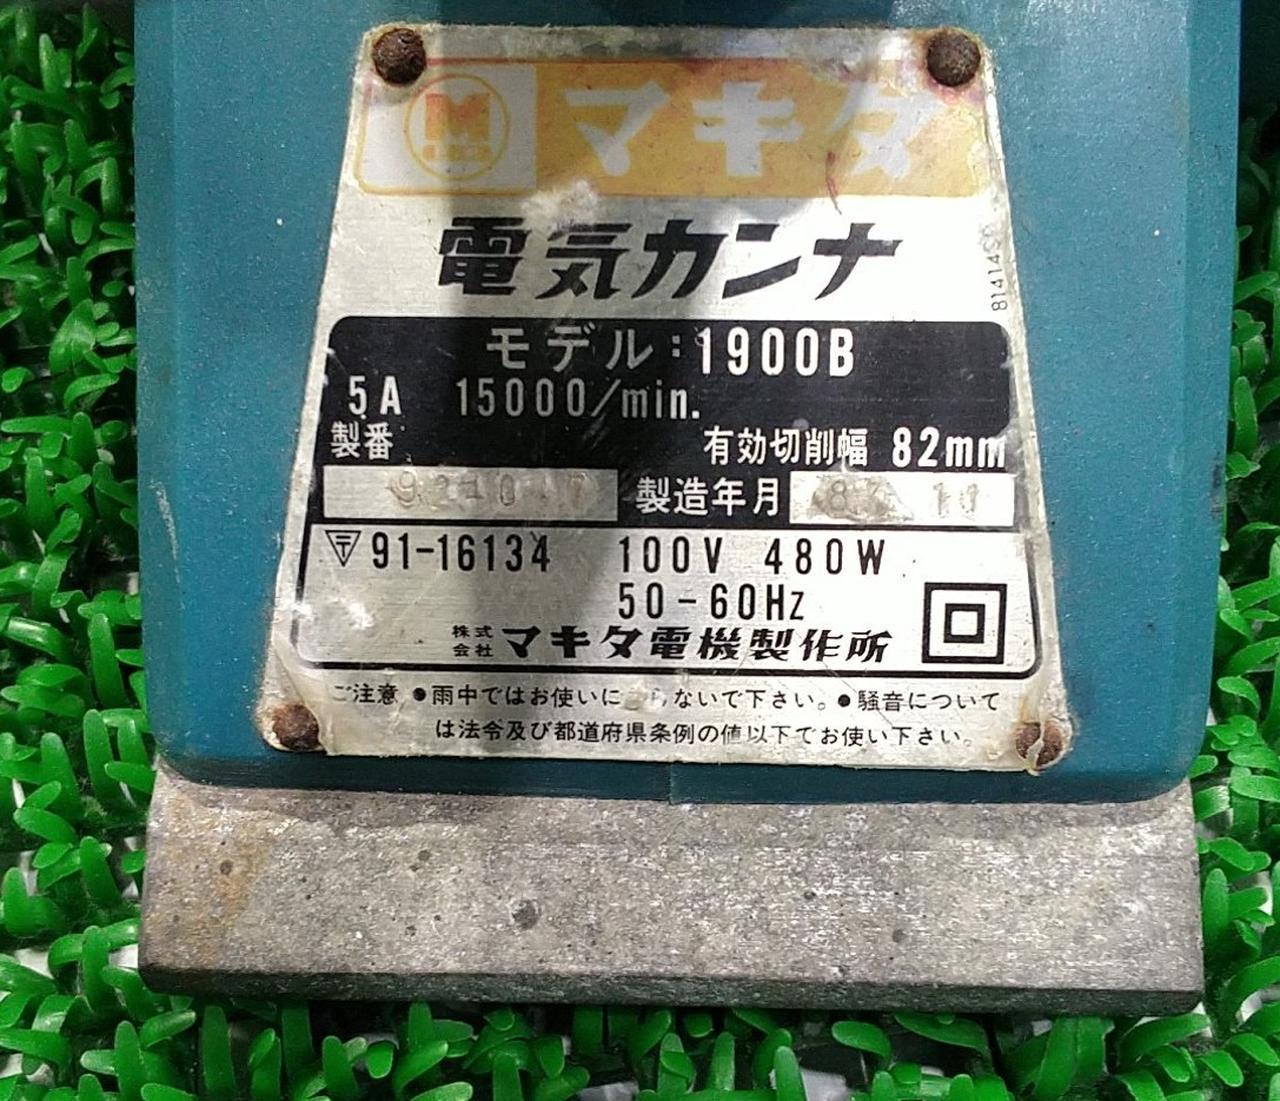 マキタ
電気カンナ
モデル:1900B
5A 15000/min.
製番 有効切削幅 82mm
製造年月
〒91-16134 100V 480W
50-60Hz
株式会社 マキタ電機製作所
ご注意 ●雨中ではお使いにならないで下さい。●騒音について
は法令及び都道府県条例の値以下でお使い下さい。